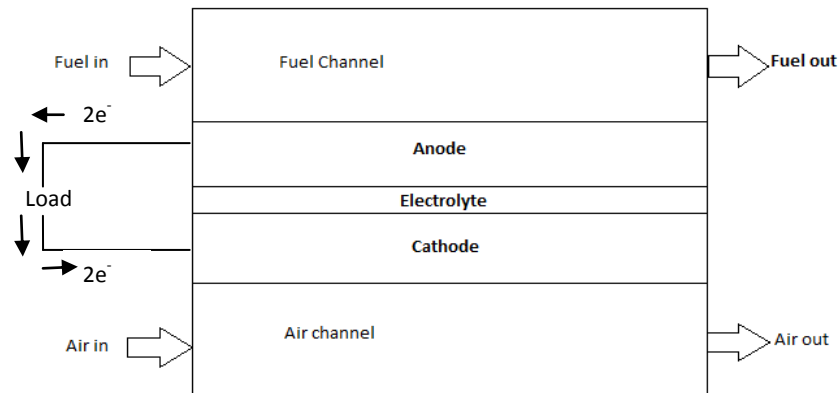 Fuel in
Fuel Channel
Fuel out
2e-
Anode
Load
Electrolyte
Cathode
2e-
Air in
Air channel
Air out